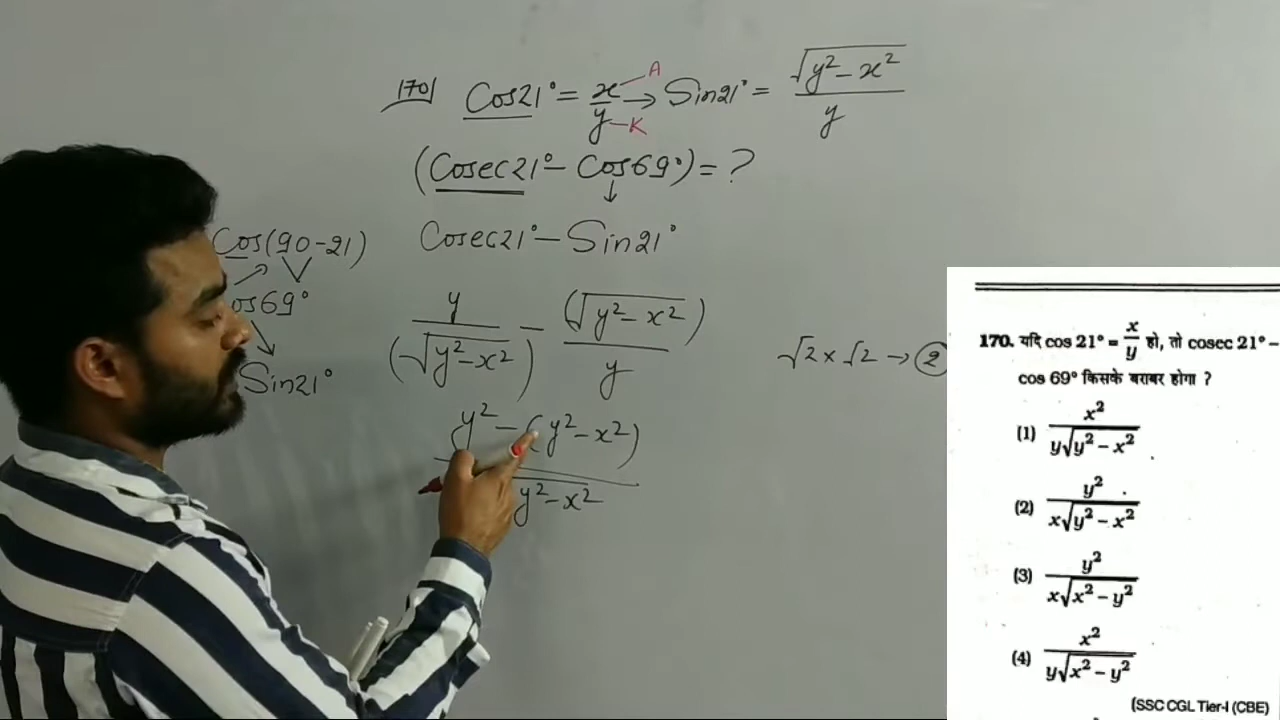 170) Cos21° = x/y → Sin21° = √(y² - x²)/y
A
K
(Cosec21° - Cos69°) = ?
Cos(90-21)
Cosec21° - Sin21°
os69°
Sin21°
y/(√(y²-x²)) - (√(y²-x²))/y
√2 × √2 → 2
y² - (y² - x²)
y²-x²
170. यदि cos 21° = x/y हो, तो cosec 21° -
cos 69° किसके बराबर होगा ?
(1) x²/(y√(y² - x²))
(2) y²/(x√(y² - x²))
(3) y²/(x√(x² - y²))
(4) x²/(y√(x² - y²))
(SSC CGL Tier-I (CBE)